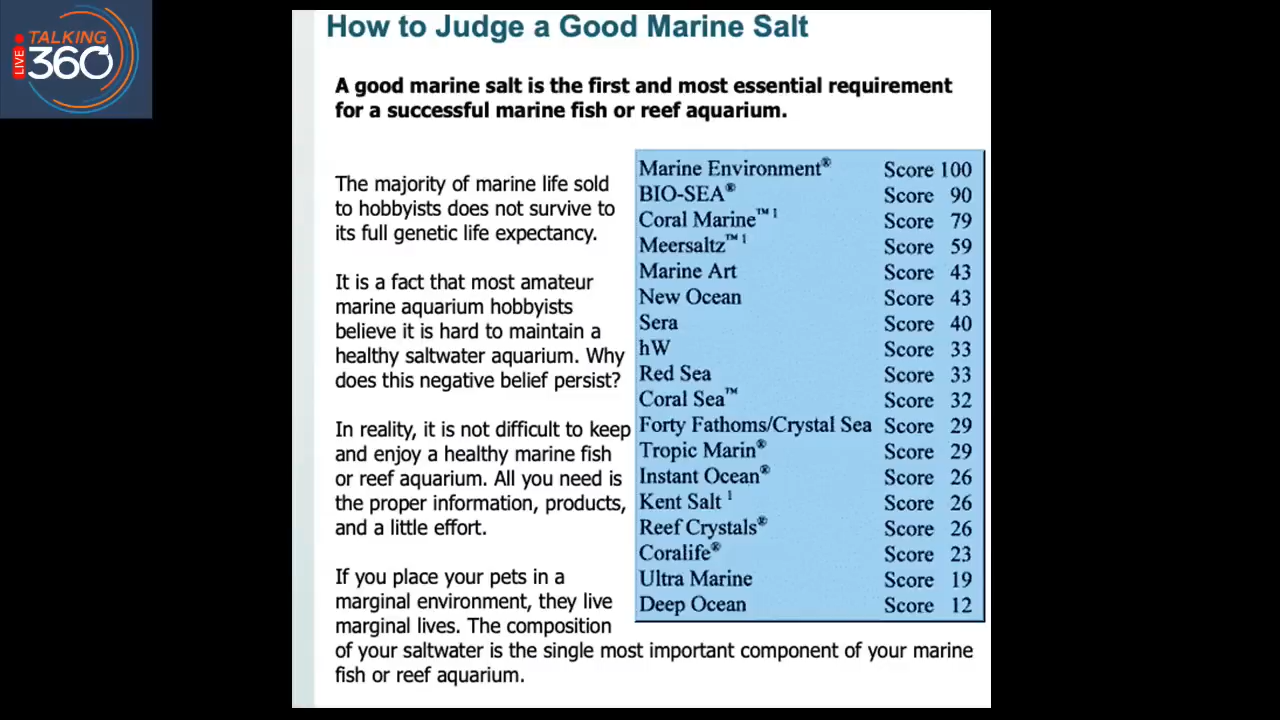 TALKING
LIVE
360
How to Judge a Good Marine Salt
A good marine salt is the first and most essential requirement
for a successful marine fish or reef aquarium.
The majority of marine life sold
to hobbyists does not survive to
its full genetic life expectancy.
It is a fact that most amateur
marine aquarium hobbyists
believe it is hard to maintain a
healthy saltwater aquarium. Why
does this negative belief persist?
In reality, it is not difficult to keep
and enjoy a healthy marine fish
or reef aquarium. All you need is
the proper information, products,
and a little effort.
If you place your pets in a
marginal environment, they live
marginal lives. The composition
of your saltwater is the single most important component of your marine
fish or reef aquarium.
Marine Environment® Score 100
BIO-SEA® Score 90
Coral Marine™ 1 Score 79
Meersaltz™ 1 Score 59
Marine Art Score 43
New Ocean Score 43
Sera Score 40
hW Score 33
Red Sea Score 33
Coral Sea™ Score 32
Forty Fathoms/Crystal Sea Score 29
Tropic Marin® Score 29
Instant Ocean® Score 26
Kent Salt 1 Score 26
Reef Crystals® Score 26
Coralife® Score 23
Ultra Marine Score 19
Deep Ocean Score 12